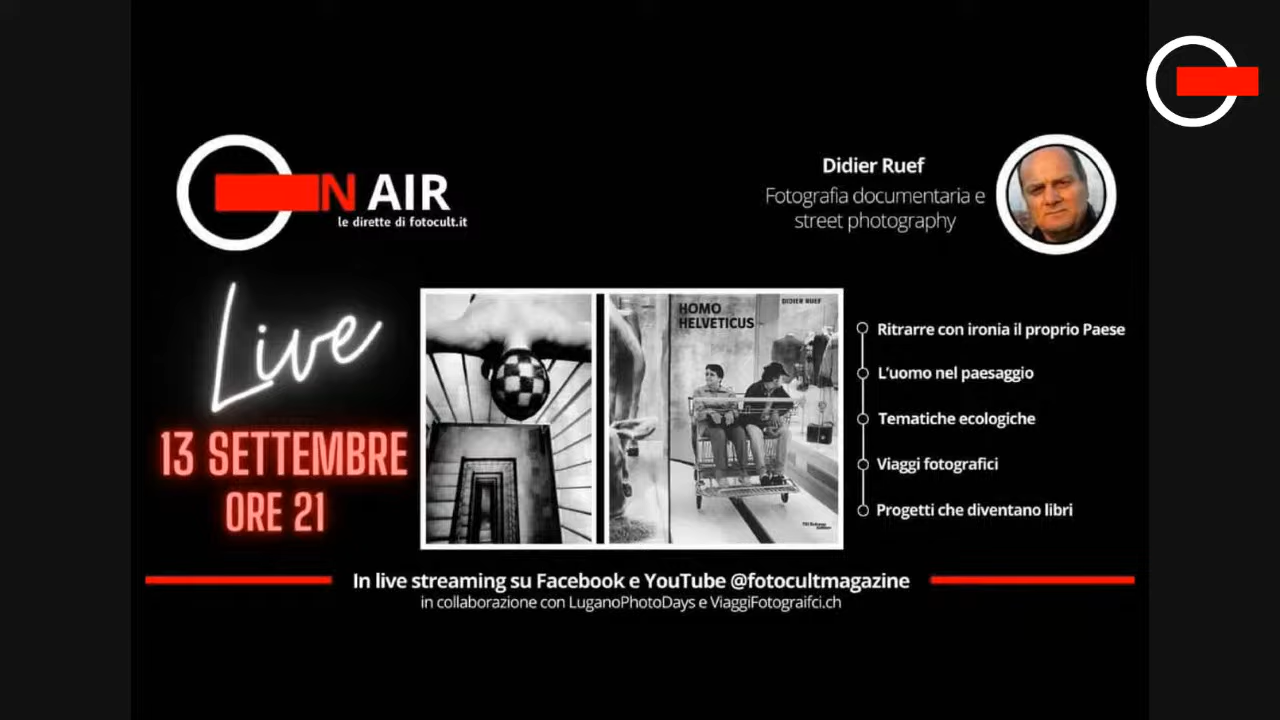 ON AIR
le dirette di fotocult.it
Didier Ruef
Fotografia documentaria e
street photography
Live
13 SETTEMBRE
ORE 21
HOMO
HELVETICUS
DIDIER RUEF
Ritrarre con ironia il proprio Paese
L'uomo nel paesaggio
Tematiche ecologiche
Viaggi fotografici
Progetti che diventano libri
In live streaming su Facebook e YouTube @fotocultmagazine
in collaborazione con LuganoPhotoDays e ViaggiFotograifci.ch